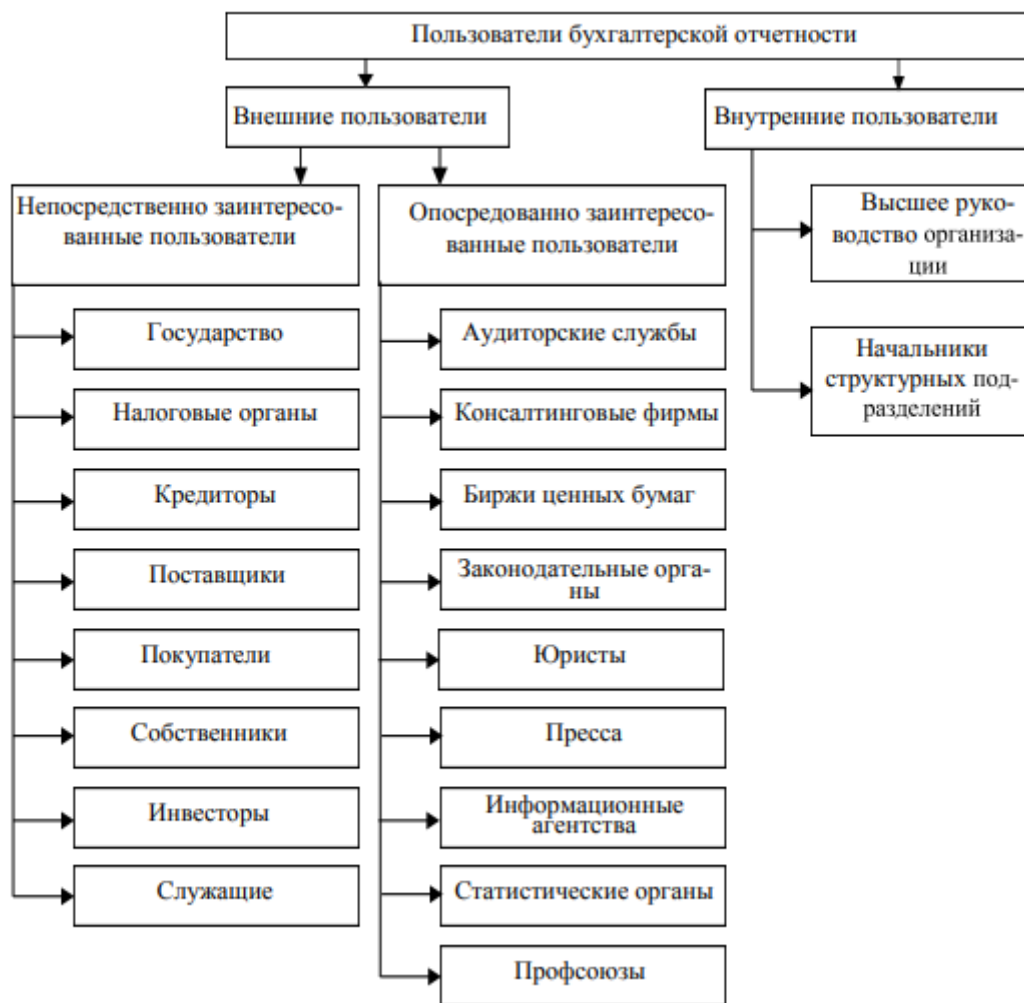 Пользователи бухгалтерской отчетности
Внешние пользователи
Внутренние пользователи
Непосредственно заинтересо-
ванные пользователи
Опосредованно заинтересо-
ванные пользователи
Высшее руко-
водство организа-
ции
Начальники
структурных под-
разделений
Государство
Налоговые органы
Кредиторы
Поставщики
Покупатели
Собственники
Инвесторы
Служащие
Аудиторские службы
Консалтинговые фирмы
Биржи ценных бумаг
Законодательные орга-
ны
Юристы
Пресса
Информационные
агентства
Статистические органы
Профсоюзы